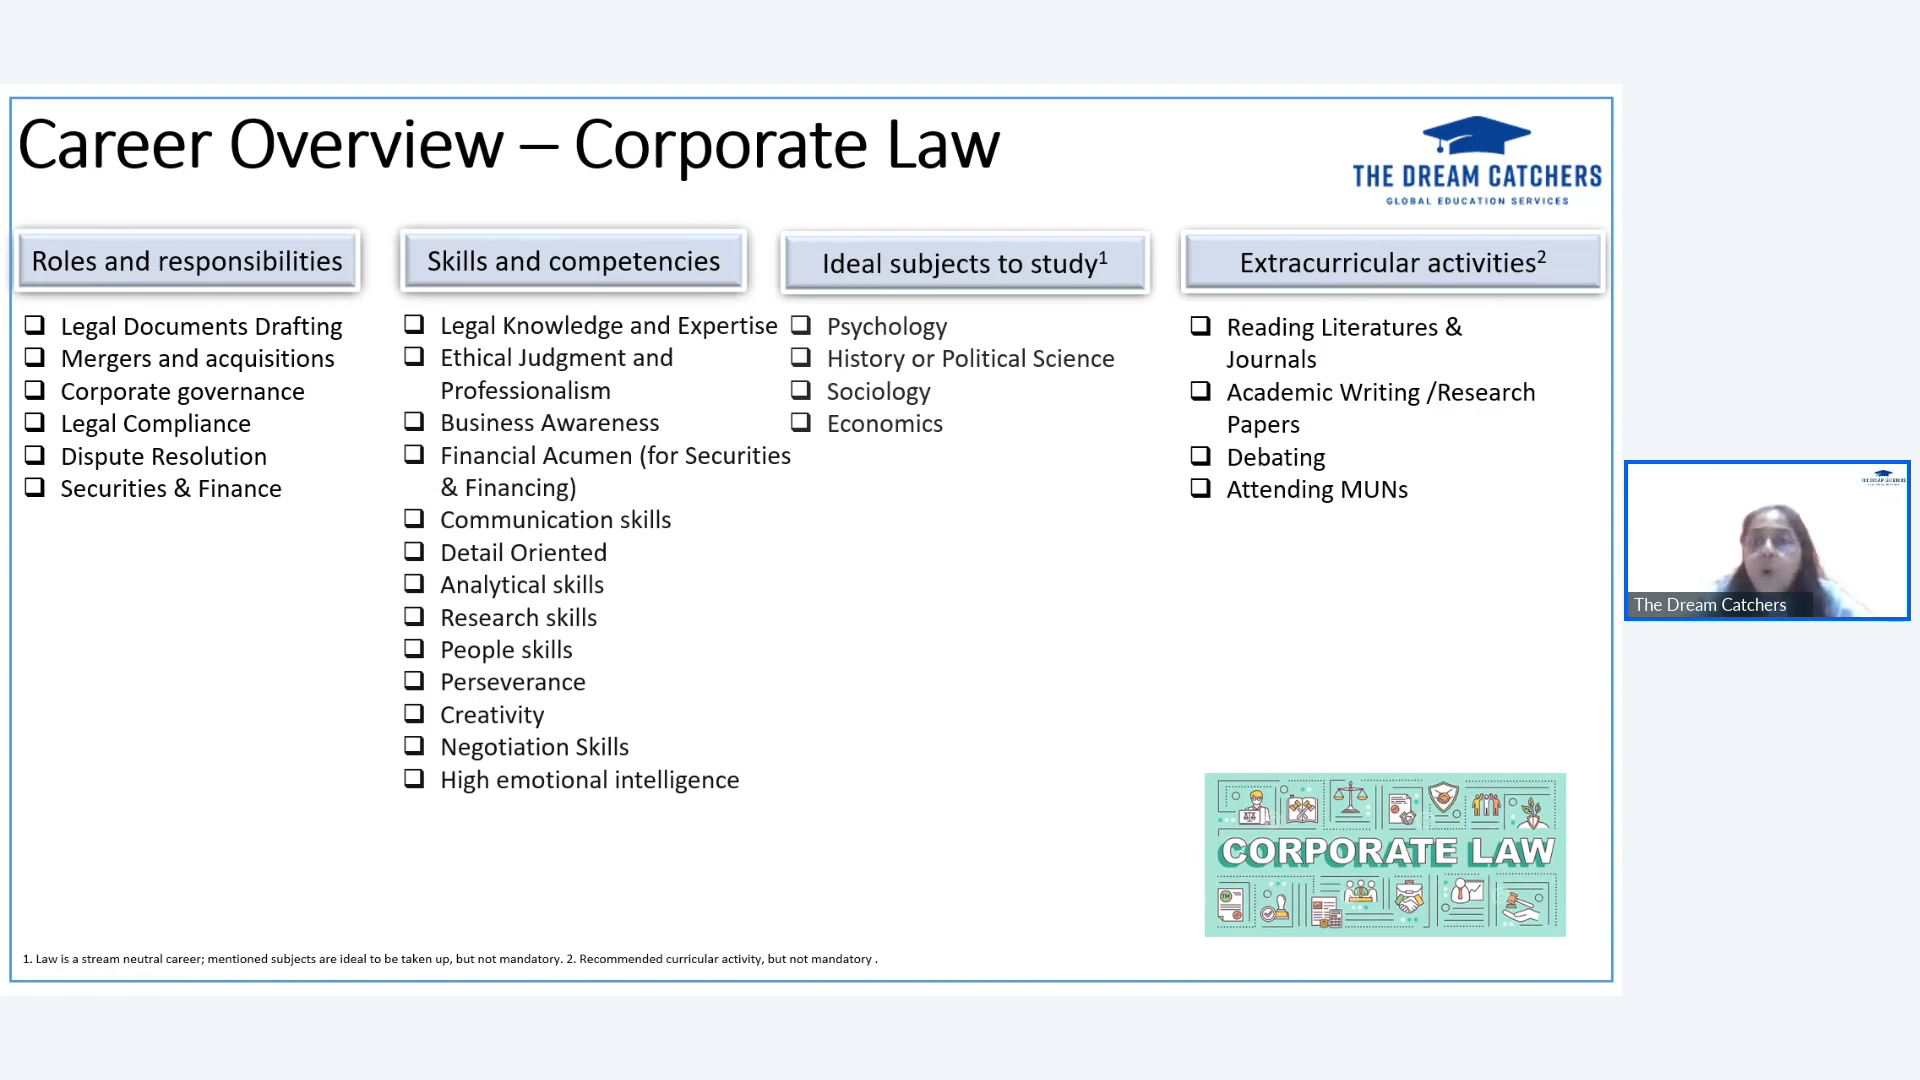 Career Overview – Corporate Law
THE DREAM CATCHERS
GLOBAL EDUCATION SERVICES
Roles and responsibilities
Legal Documents Drafting
Mergers and acquisitions
Corporate governance
Legal Compliance
Dispute Resolution
Securities & Finance
Skills and competencies
Legal Knowledge and Expertise
Ethical Judgment and
Professionalism
Business Awareness
Financial Acumen (for Securities
& Financing)
Communication skills
Detail Oriented
Analytical skills
Research skills
People skills
Perseverance
Creativity
Negotiation Skills
High emotional intelligence
Ideal subjects to study¹
Psychology
History or Political Science
Sociology
Economics
Extracurricular activities²
Reading Literatures &
Journals
Academic Writing /Research
Papers
Debating
Attending MUNs
CORPORATE LAW
1. Law is a stream neutral career; mentioned subjects are ideal to be taken up, but not mandatory. 2. Recommended curricular activity, but not mandatory .
THE DREAM CATCHERS
The Dream Catchers